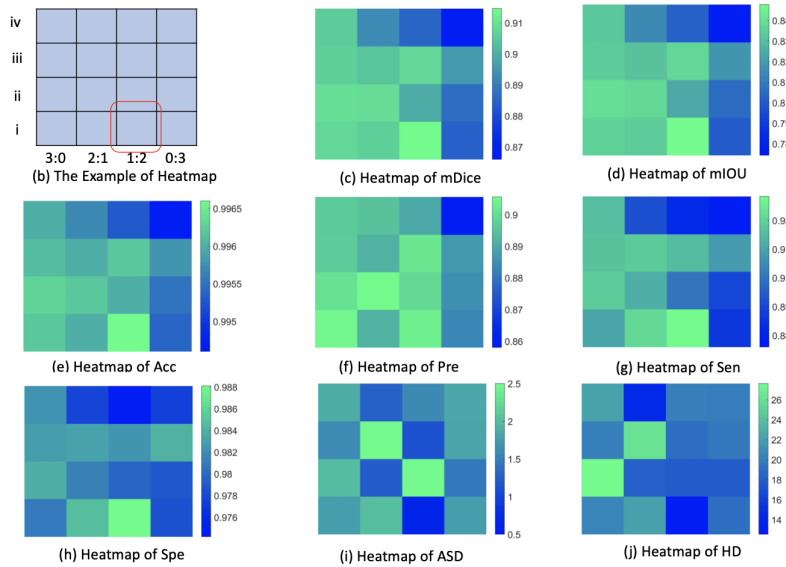 iv
iii
ii
i
3:0 2:1 1:2 0:3
(b) The Example of Heatmap
0.91
0.9
0.89
0.88
0.87
(c) Heatmap of mDice
(d) Heatmap of mIOU
0.9965
0.996
0.9955
0.995
(e) Heatmap of Acc
0.9
0.89
0.88
0.87
0.86
(f) Heatmap of Pre
(g) Heatmap of Sen
0.988
0.986
0.984
0.982
0.98
0.978
0.976
(h) Heatmap of Spe
2.5
2
1.5
1
0.5
(i) Heatmap of ASD
26
24
22
20
18
16
14
(j) Heatmap of HD